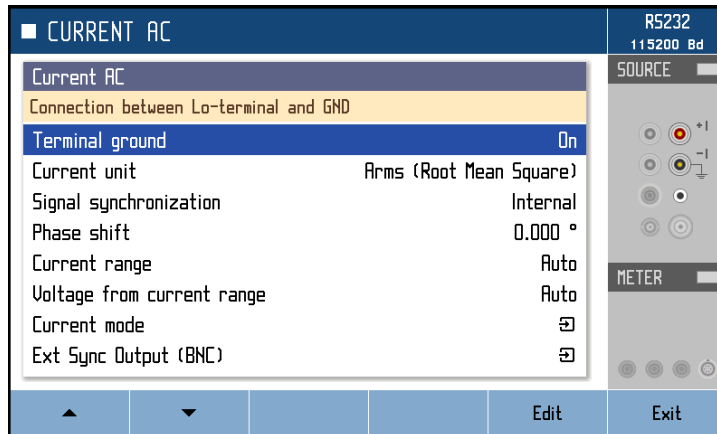 CURRENT AC
RS232
115200 Bd
Current AC
Connection between Lo-terminal and GND
Terminal ground On
Current unit Arms (Root Mean Square)
Signal synchronization Internal
Phase shift 0.000 °
Current range Auto
Voltage from current range Auto
Current mode
Ext Sync Output (BNC)
SOURCE
+I
-I
METER
Edit
Exit